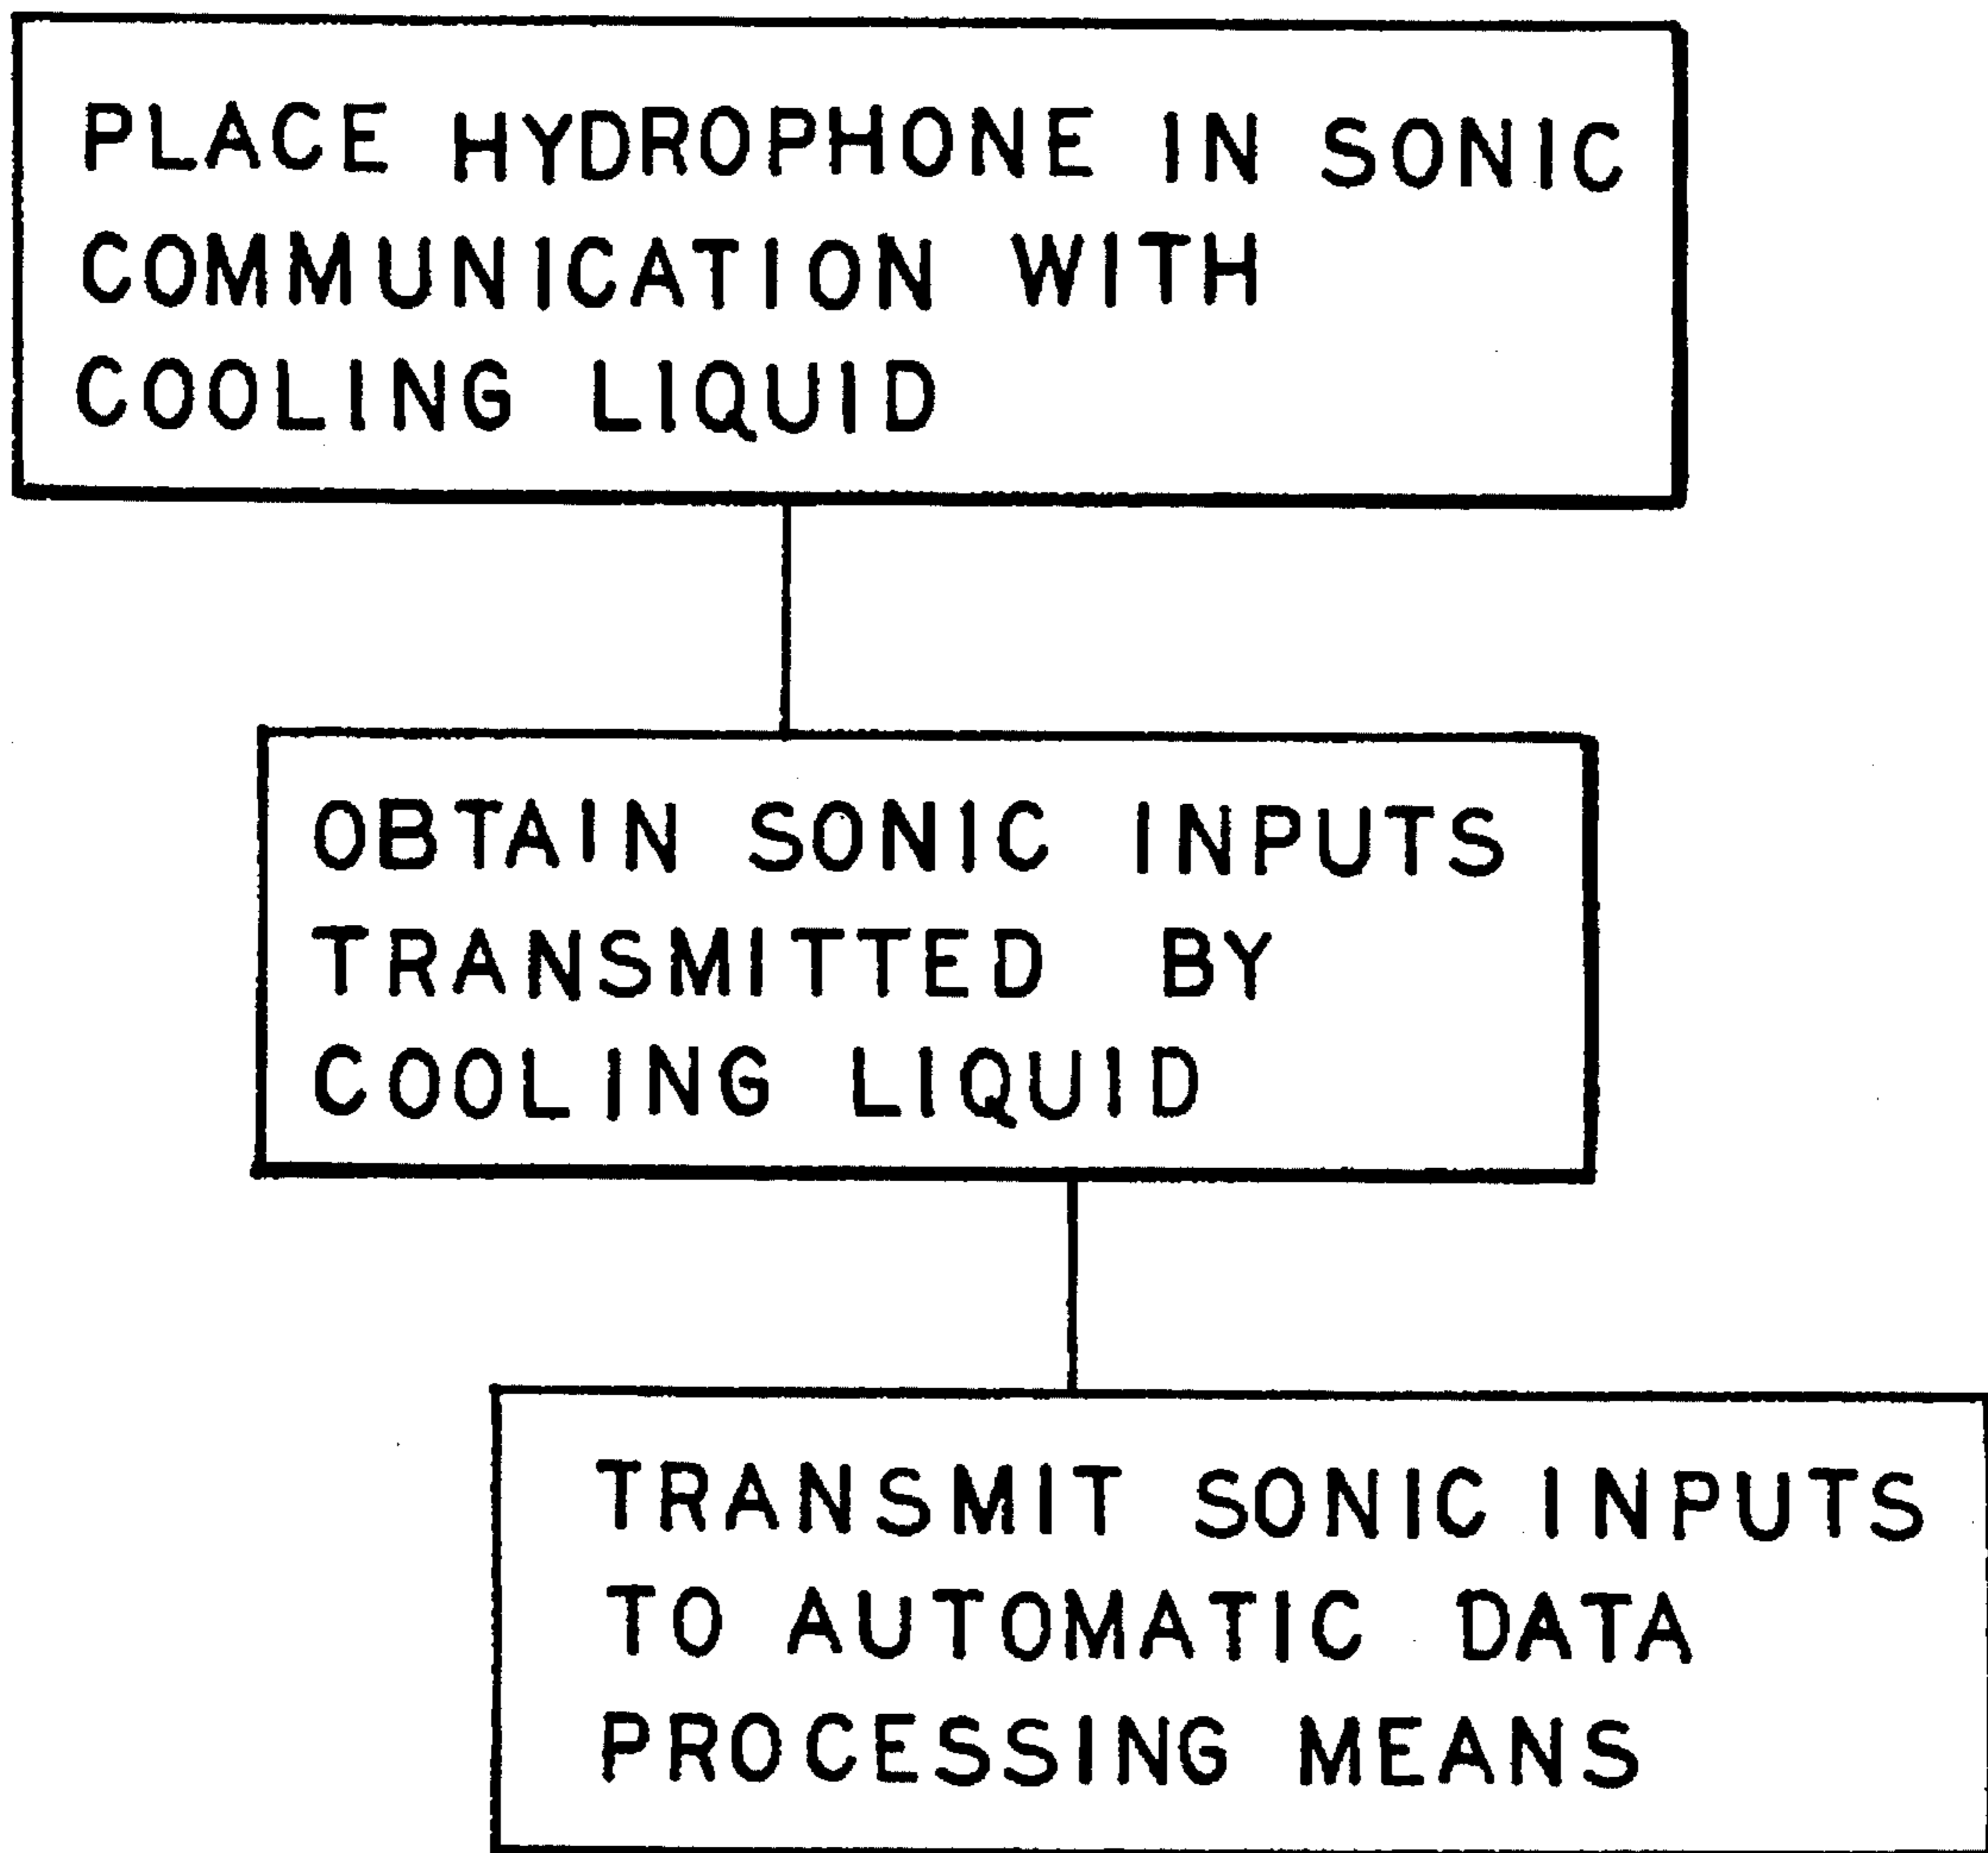 PLACE HYDROPHONE IN SONIC
COMMUNICATION WITH
COOLING LIQUID
OBTAIN SONIC INPUTS
TRANSMITTED BY
COOLING LIQUID
TRANSMIT SONIC INPUTS
TO AUTOMATIC DATA
PROCESSING MEANS